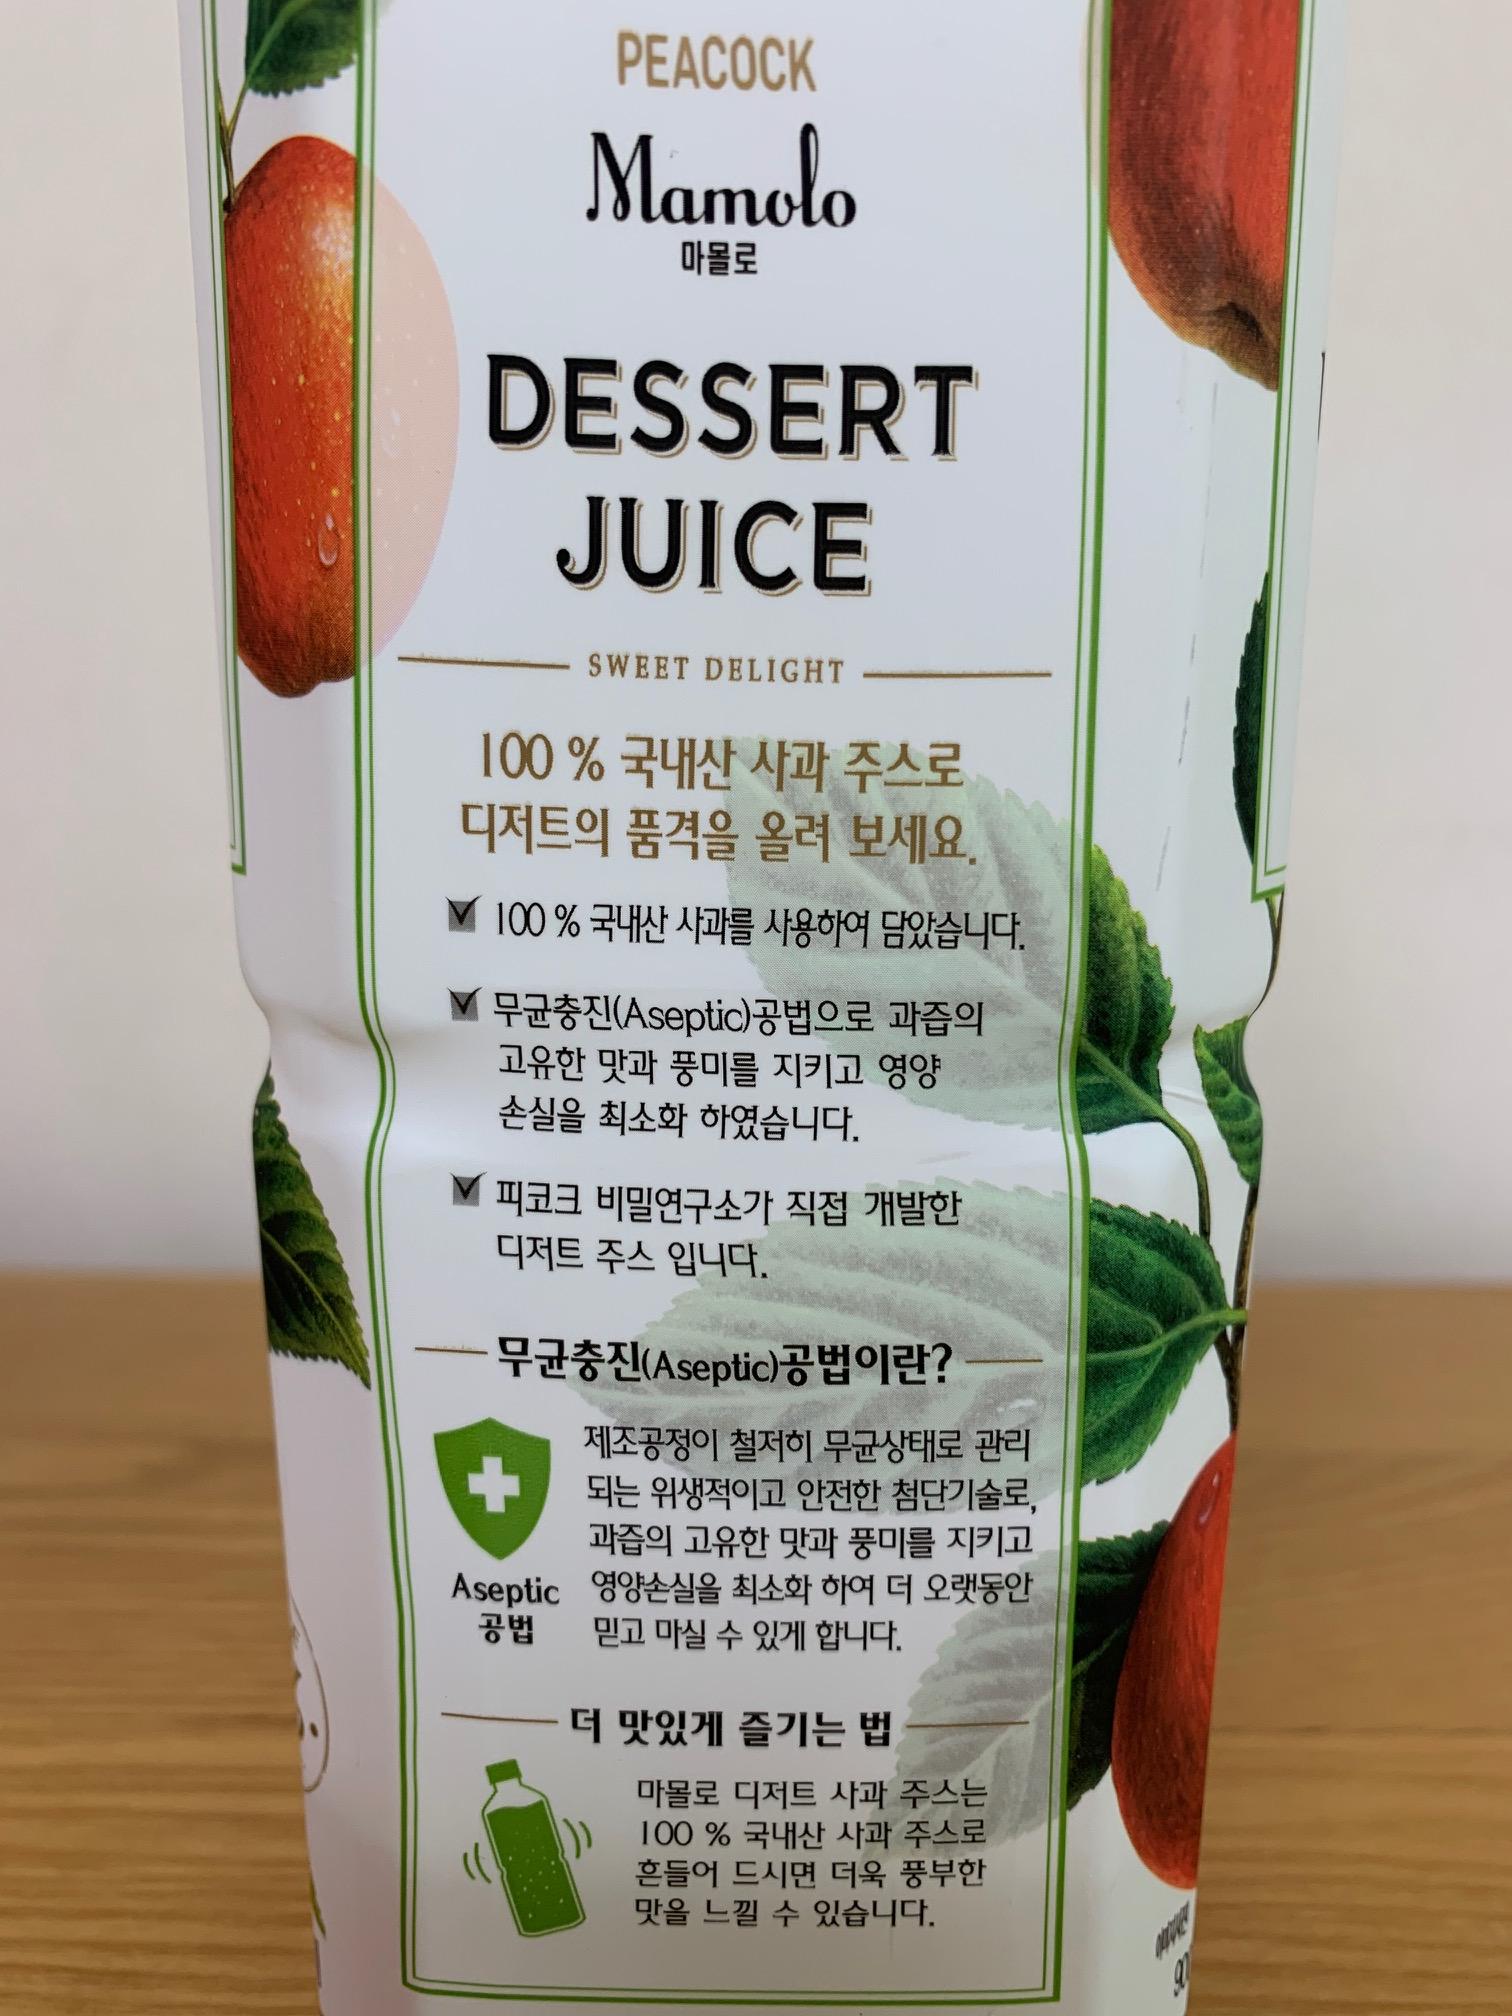 PEACOCK
Mamolo
마몰로
DESSERT
JUICE
SWEET DELIGHT
100 % 국내산 사과 주스로
디저트의 품격을 올려 보세요.
100 % 국내산 사과를 사용하여 담았습니다.
무균충진(Aseptic)공법으로 과즙의
고유한 맛과 풍미를 지키고 영양
손실을 최소화 하였습니다.
피코크 비밀연구소가 직접 개발한
디저트 주스 입니다.
무균충진(Aseptic)공법이란?
제조공정이 철저히 무균상태로 관리
되는 위생적이고 안전한 첨단기술로,
과즙의 고유한 맛과 풍미를 지키고
영양손실을 최소화 하여 더 오랫동안
믿고 마실 수 있게 합니다.
Aseptic
공법
더 맛있게 즐기는 법
마몰로 디저트 사과 주스는
100 % 국내산 사과 주스로
흔들어 드시면 더욱 풍부한
맛을 느낄 수 있습니다.